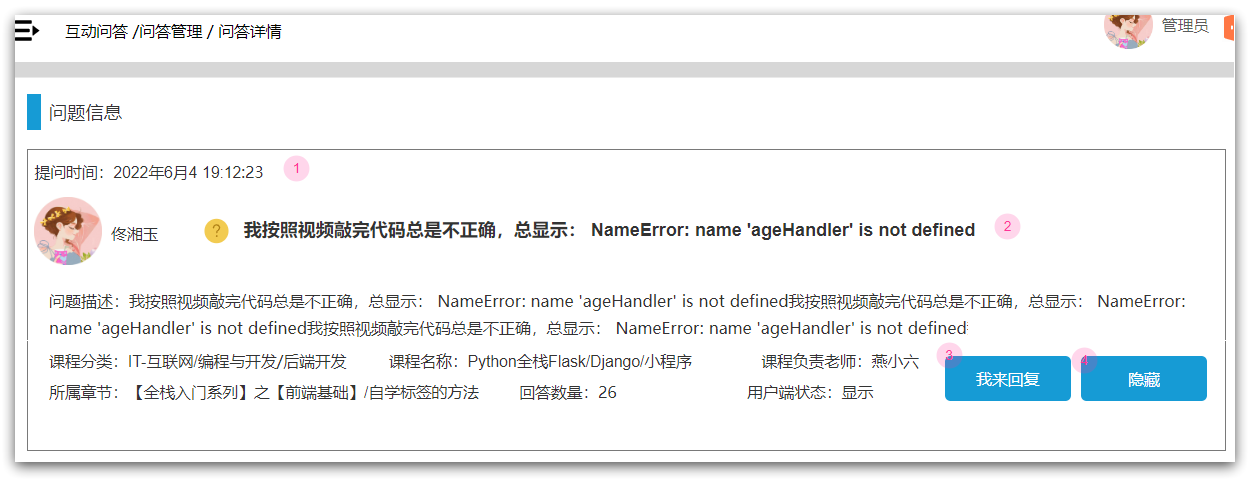 互动问答 /问答管理 / 问答详情
管理员
问题信息
提问时间：2022年6月4 19:12:23
1
佟湘玉
?
我按照视频敲完代码总是不正确，总显示： NameError: name 'ageHandler' is not defined
2
问题描述：我按照视频敲完代码总是不正确，总显示： NameError: name 'ageHandler' is not defined我按照视频敲完代码总是不正确，总显示： NameError:
name 'ageHandler' is not defined我按照视频敲完代码总是不正确，总显示： NameError: name 'ageHandler' is not defined
课程分类：IT-互联网/编程与开发/后端开发
课程名称：Python全栈Flask/Django/小程序
课程负责老师：燕小六
3
我来回复
4
隐藏
所属章节：【全栈入门系列】之【前端基础】/自学标签的方法
回答数量：26
用户端状态：显示